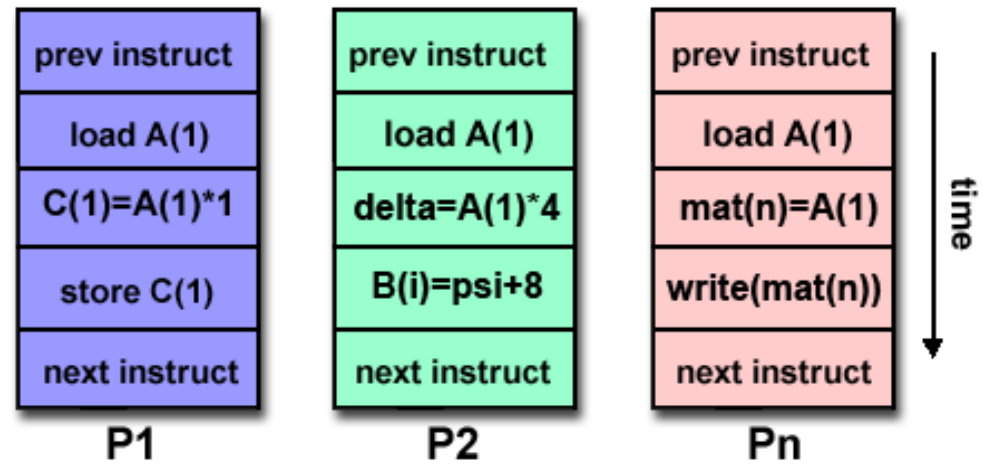 prev instruct
load A(1)
C(1)=A(1)*1
store C(1)
next instruct
P1
prev instruct
load A(1)
delta=A(1)*4
B(i)=psi+8
next instruct
P2
prev instruct
load A(1)
mat(n)=A(1)
write(mat(n))
next instruct
Pn
time